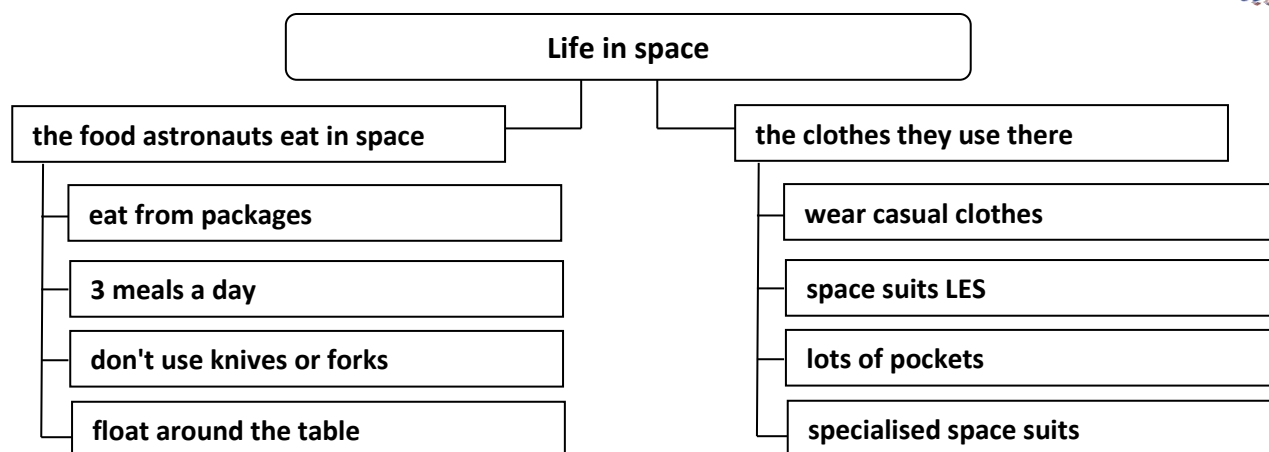 Life in space
the food astronauts eat in space
eat from packages
3 meals a day
don't use knives or forks
float around the table
the clothes they use there
wear casual clothes
space suits LES
lots of pockets
specialised space suits